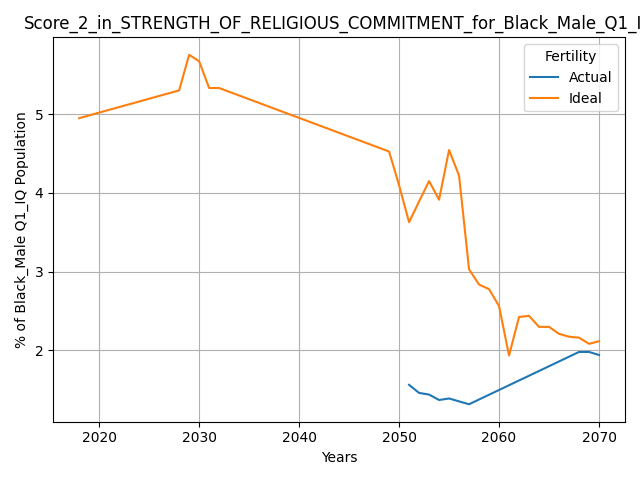 Score_2_in_STRENGTH_OF_RELIGIOUS_COMMITMENT_for_Black_Male_Q1_I
Fertility
Actual
Ideal
% of Black_Male Q1_IQ Population
5
4
3
2
2020 2030 2040 2050 2060 2070
Years